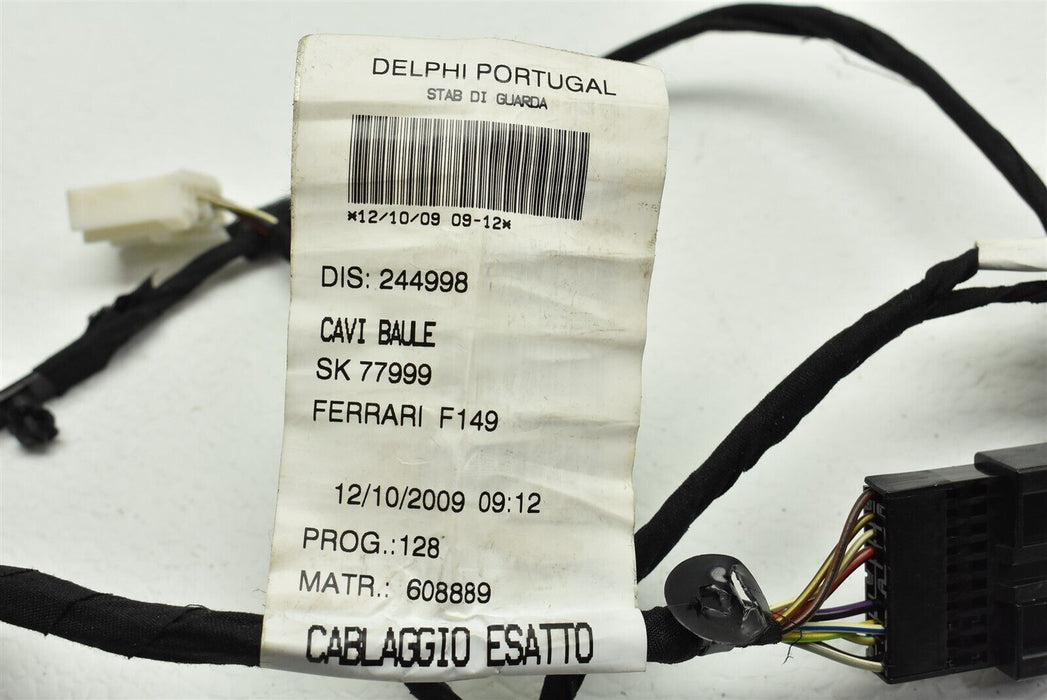 DELPHI PORTUGAL
STAB DI GUARDA
*12/10/09 09-12*
DIS: 244998
CAVI BAULE
SK 77999
FERRARI F149
12/10/2009 09:12
PROG.:128
MATR.: 608889
CABLAGGIO ESATTO